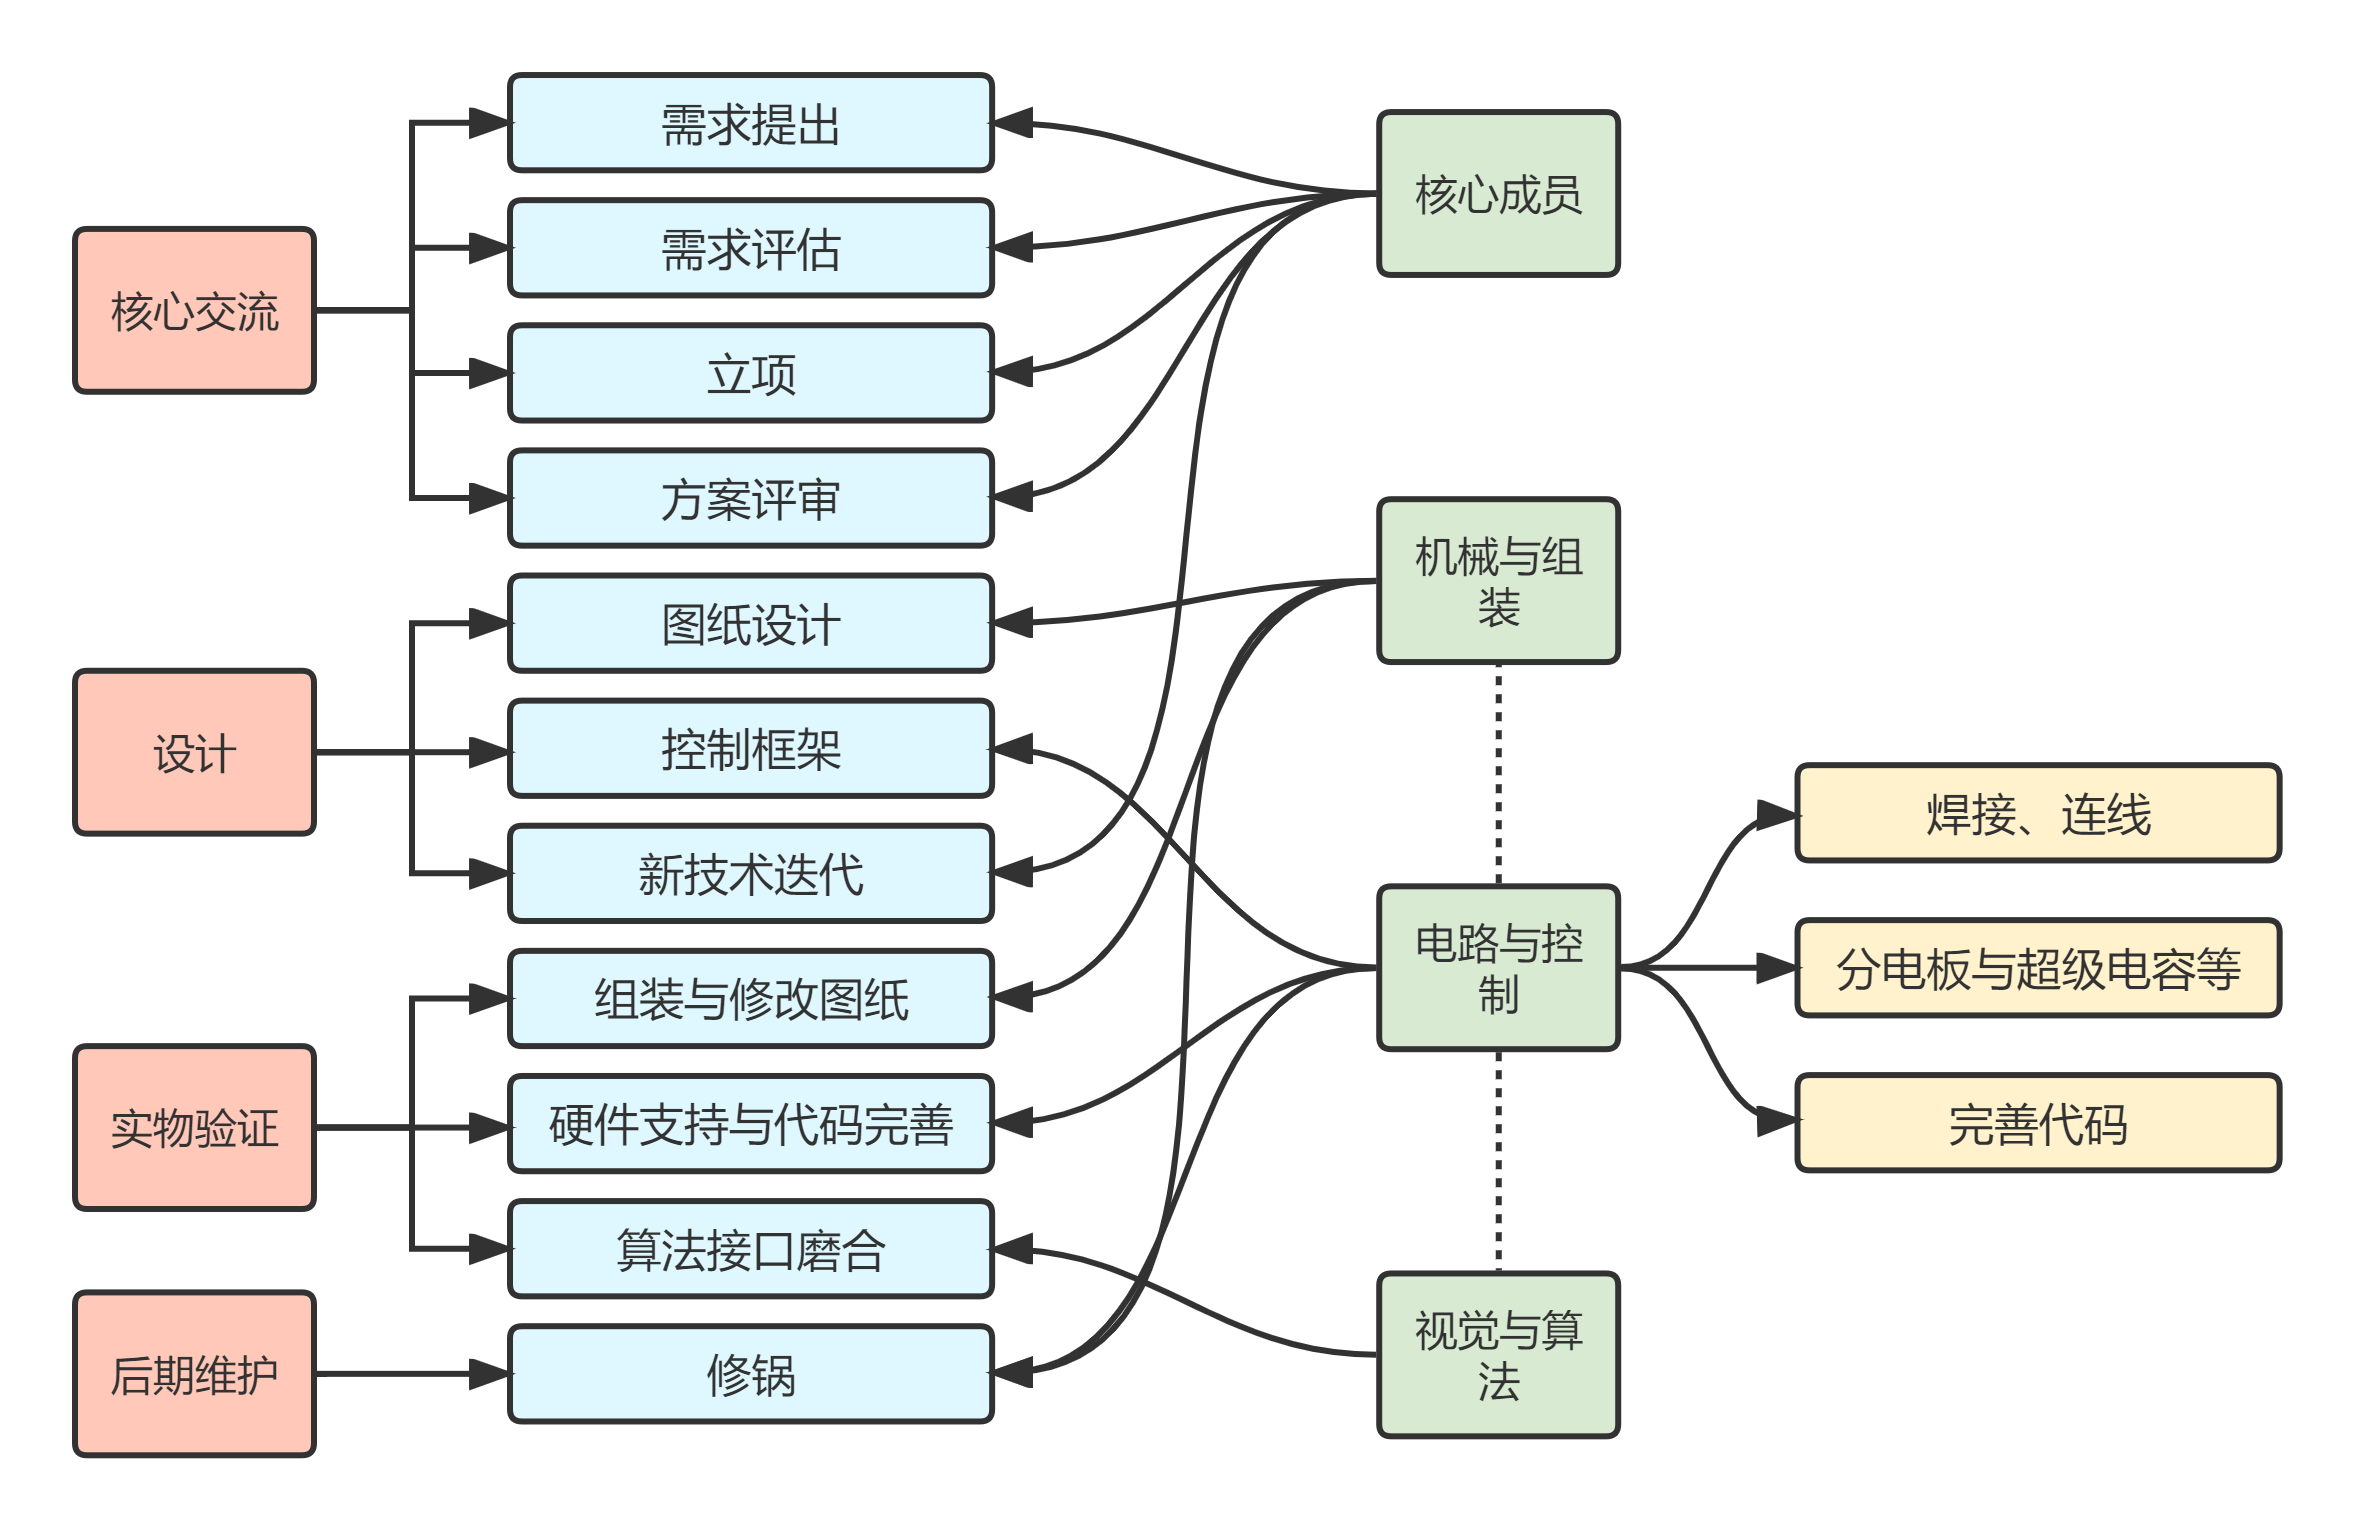 核心交流
设计
实物验证
后期维护
需求提出
需求评估
立项
方案评审
图纸设计
控制框架
新技术迭代
组装与修改图纸
硬件支持与代码完善
算法接口磨合
修锅
核心成员
机械与组
装
电路与控
制
视觉与算
法
焊接、连线
分电板与超级电容等
完善代码